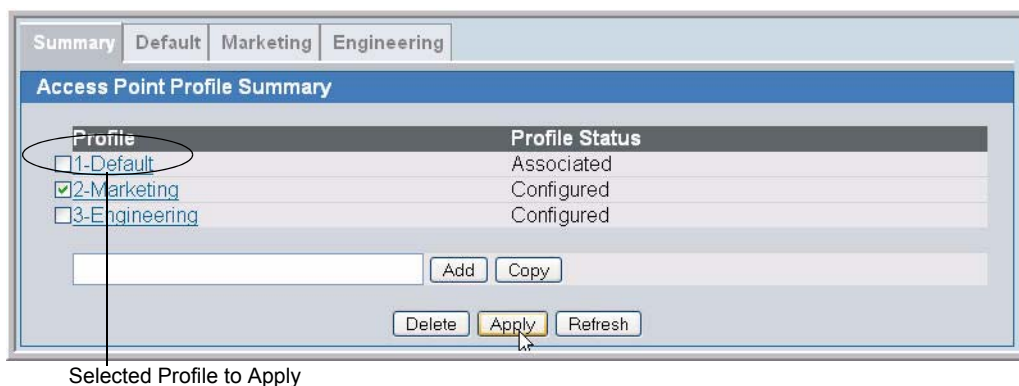 Summary Default Marketing Engineering
Access Point Profile Summary
Profile Profile Status
1-Default Associated
2-Marketing Configured
3-Engineering Configured
Add Copy
Delete Apply Refresh
Selected Profile to Apply